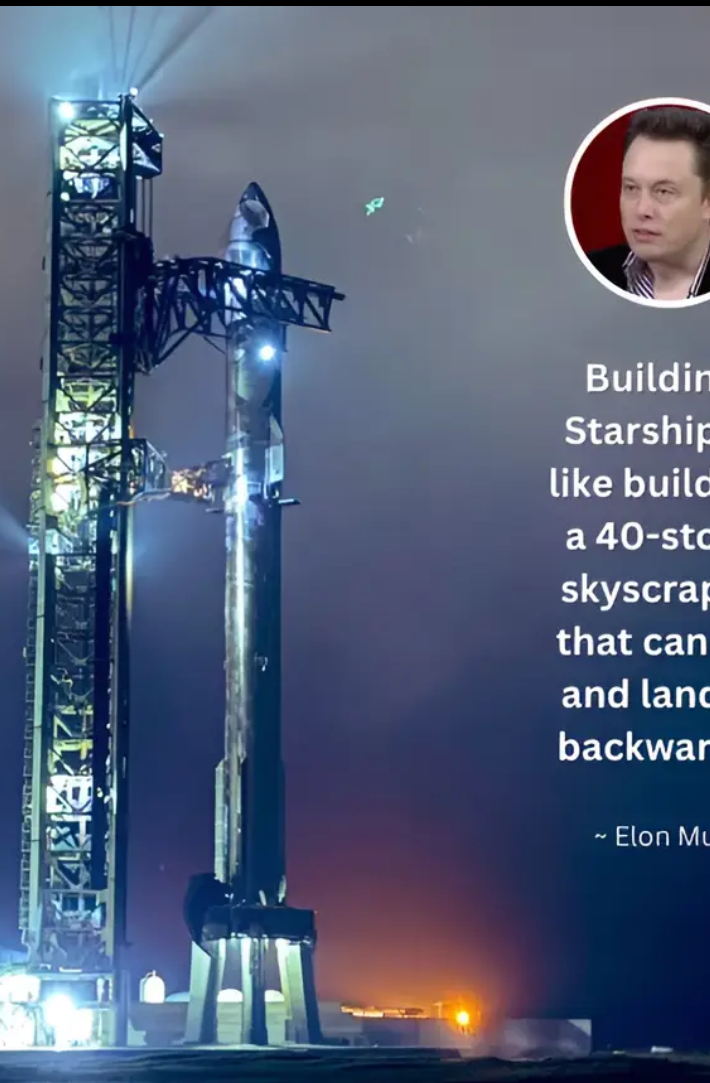 Buildin
Starship
like build
a 40-sto
skyscrap
that can
and land
backwar
~ Elon Mu